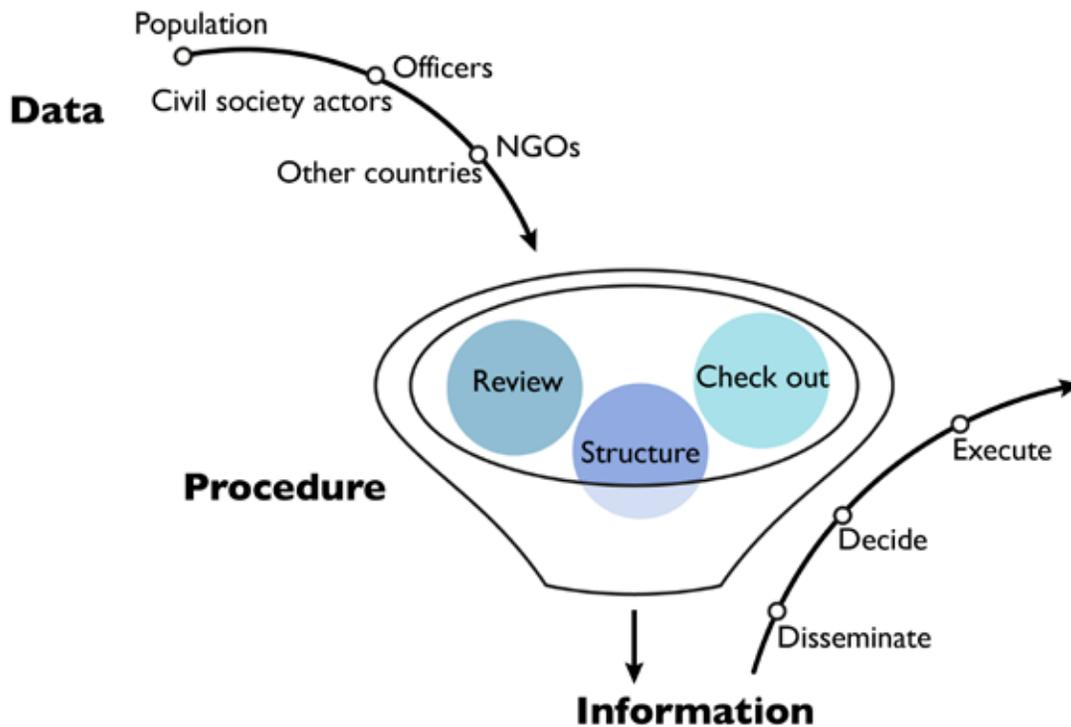 Population
Officers
Civil society actors
Data
NGOs
Other countries
Review
Check out
Structure
Procedure
Execute
Decide
Disseminate
Information